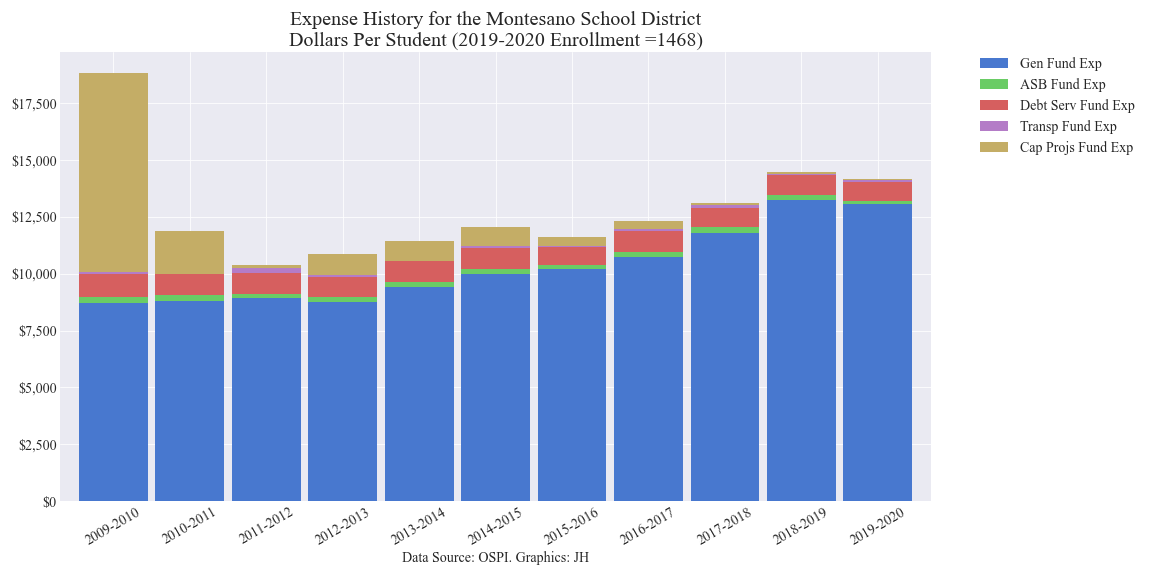 Expense History for the Montesano School District
Dollars Per Student (2019-2020 Enrollment =1468)
Gen Fund Exp
ASB Fund Exp
Debt Serv Fund Exp
Transp Fund Exp
Cap Projs Fund Exp
$17,500
$15,000
$12,500
$10,000
$7,500
$5,000
$2,500
$0
2009-2010
2010-2011
2011-2012
2012-2013
2013-2014
2014-2015
2015-2016
2016-2017
2017-2018
2018-2019
2019-2020
Data Source: OSPI. Graphics: JH